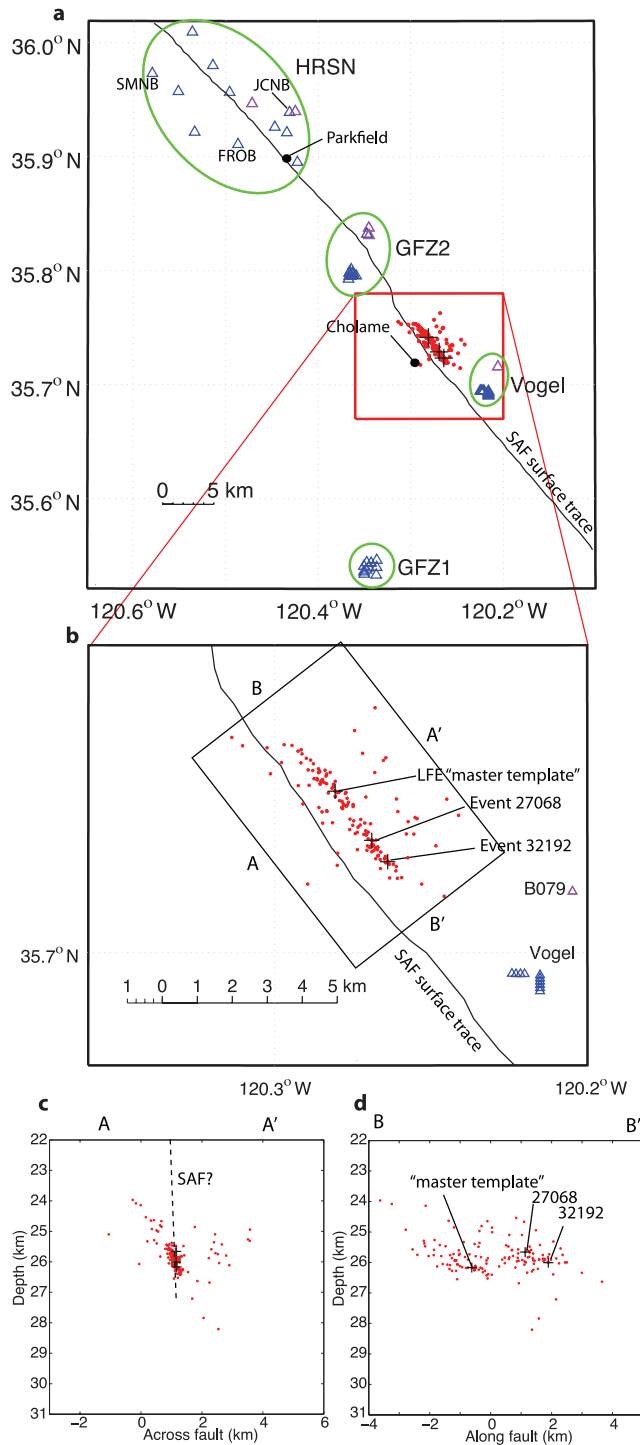 a
36.0° N
35.9° N
35.8° N
35.7° N
35.6° N
HRSN
SMNB
JCNB
FROB
Parkfield
GFZ2
Cholame
Vogel
SAF surface trace
0 5 km
GFZ1
120.6° W 120.4° W 120.2° W
b
B
A'
LFE "master template"
Event 27068
Event 32192
A
B'
B079
Vogel
35.7° N
SAF surface trace
1 0 1 2 3 4 5 km
120.3° W 120.2° W
c
A A'
22
23
24
25
26
27
28
29
30
31
Depth (km)
SAF?
−2 0 2 4 6
Across fault (km)
d
B B'
22
23
24
25
26
27
28
29
30
31
Depth (km)
"master template"
27068
32192
−4 −2 0 2 4
Along fault (km)